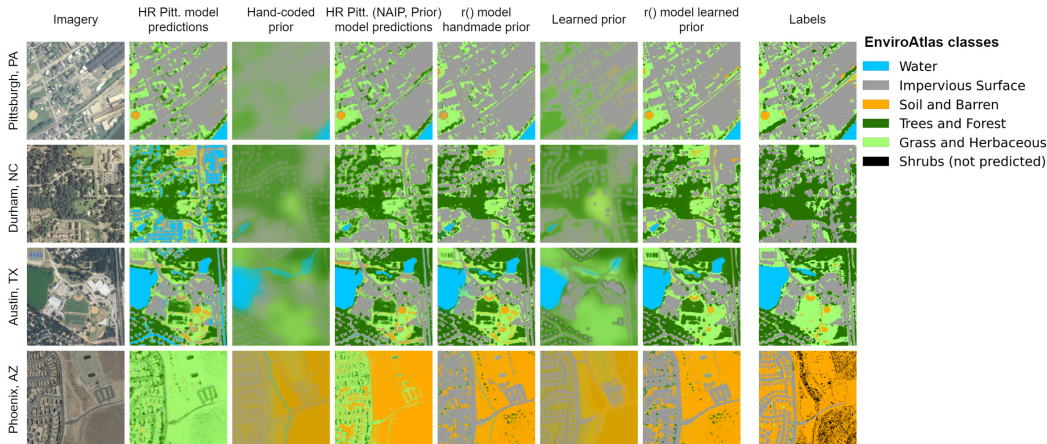 Imagery
HR Pitt. model
predictions
Hand-coded
prior
HR Pitt. (NAIP, Prior)
model predictions
r() model
handmade prior
Learned prior
r() model learned
prior
Labels
Pittsburgh, PA
Durham, NC
Austin, TX
Phoenix, AZ
EnviroAtlas classes
Water
Impervious Surface
Soil and Barren
Trees and Forest
Grass and Herbaceous
Shrubs (not predicted)